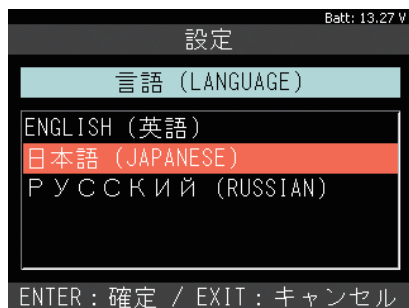 Batt: 13.27 V
設定
言語 (LANGUAGE)
ENGLISH (英語)
日本語 (JAPANESE)
РУССКИЙ (RUSSIAN)
ENTER：確定 / EXIT：キャンセル